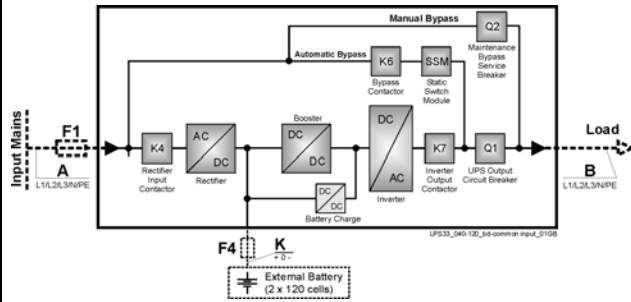 Manual Bypass
Q2
Maintenance
Bypass
Service
Breaker
Automatic Bypass
K6
SSM
Bypass
Contactor
Static
Switch
Module
Input Mains
F1
A
L1/L2/L3/N/PE
K4
Rectifier
Input
Contactor
AC
DC
Rectifier
Booster
DC
DC
DC
DC
Battery Charge
DC
AC
Inverter
K7
Inverter
Output
Contactor
Q1
UPS Output
Circuit Breaker
Load
B
L1/L2/L3/N/PE
LPS33_040-120_bd-common input_01GB
F4
K
+ 0 -
External Battery
(2 x 120 cells)